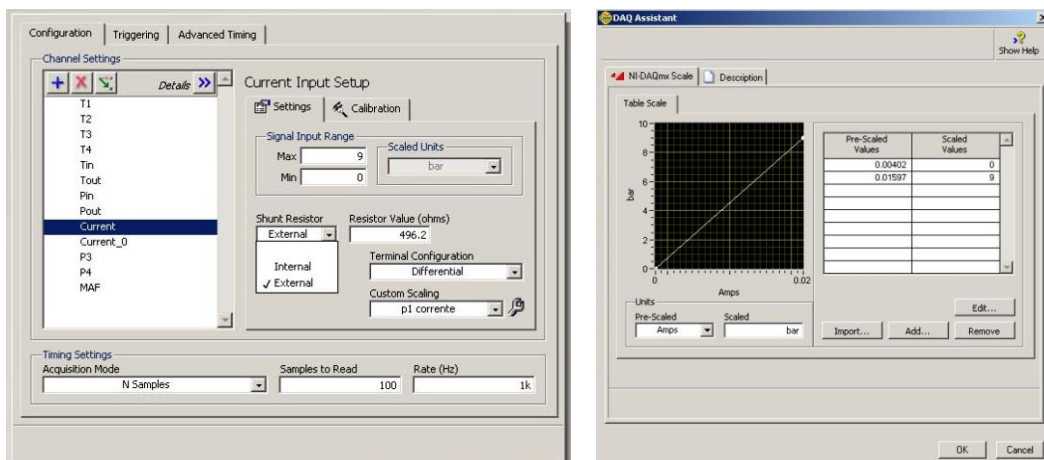 Configuration Triggering Advanced Timing
Channel Settings
Details
T1
T2
T3
T4
Tin
Tout
Pin
Pout
Current
Current_0
P3
P4
MAF
Current Input Setup
Settings Calibration
Signal Input Range
Max 9
Min 0
Scaled Units
bar
Shunt Resistor
External
Internal
External
Resistor Value (ohms)
496.2
Terminal Configuration
Differential
Custom Scaling
p1 corrente
Timing Settings
Acquisition Mode
N Samples
Samples to Read
100
Rate (Hz)
1k
DAQ Assistant
Show Help
NI-DAQmx Scale Description
Table Scale
10
8
6
4
2
0
bar
0 0.02
Amps
Pre-Scaled Values Scaled Values
0.00402 0
0.01597 9
Units
Pre-Scaled Scaled
Amps bar
Edit...
Import... Add... Remove
OK Cancel